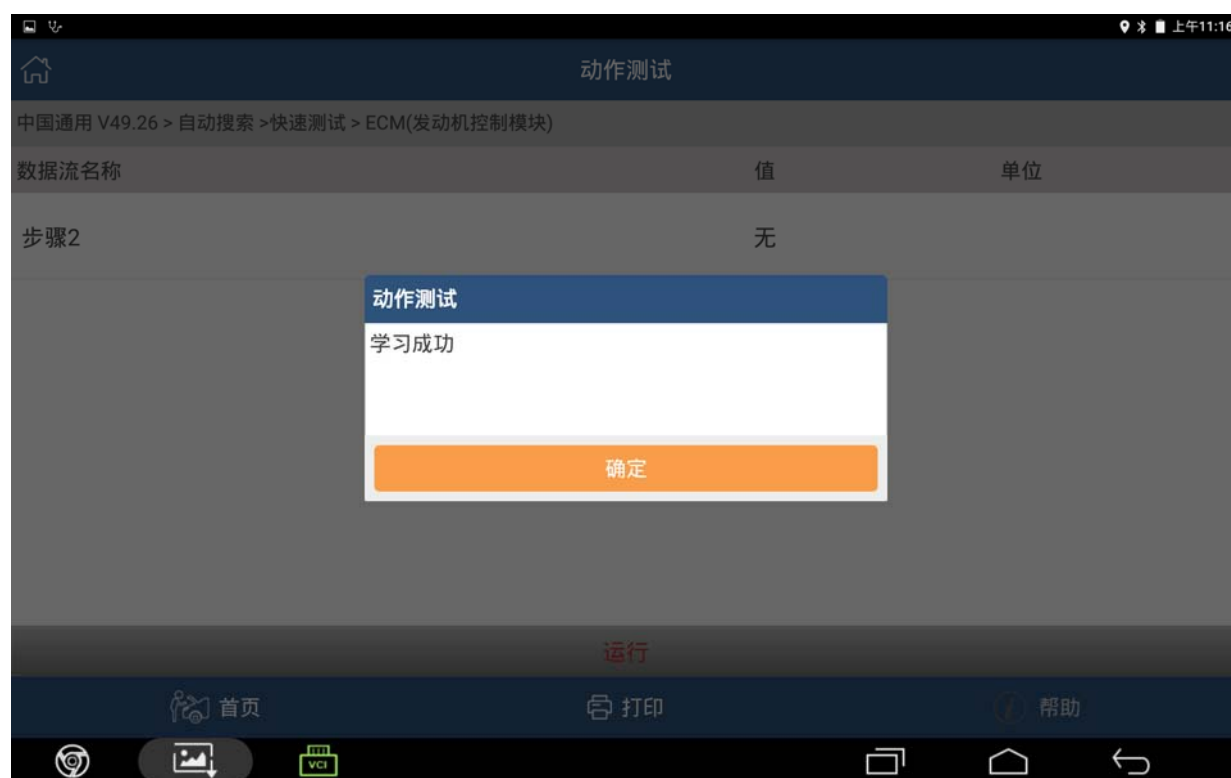 上午11:16
动作测试
中国通用 V49.26 > 自动搜索 >快速测试 > ECM(发动机控制模块)
数据流名称 值 单位
步骤2 无
动作测试
学习成功
确定
运行
首页 打印 帮助
VCI